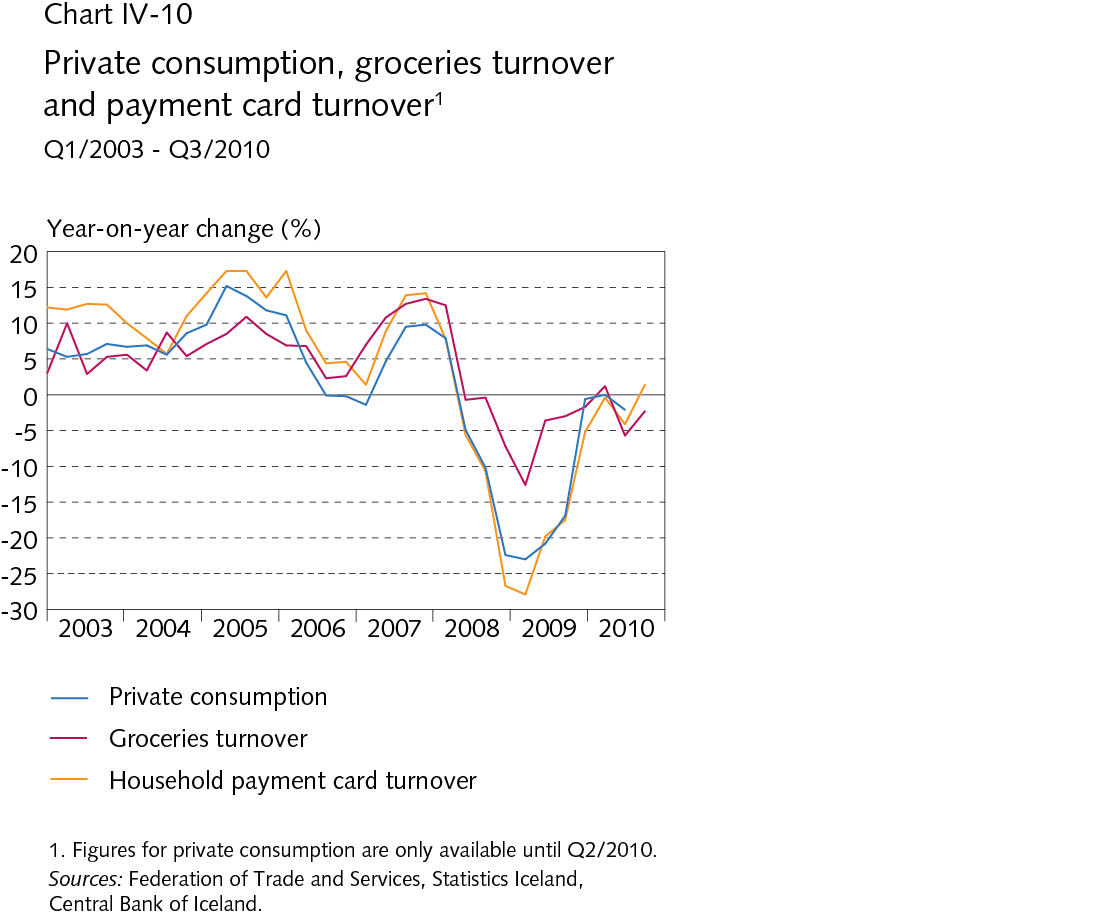 Chart IV-10
Private consumption, groceries turnover
and payment card turnover¹
Q1/2003 - Q3/2010
Year-on-year change (%)
20
15
10
5
0
-5
-10
-15
-20
-25
-30
2003 2004 2005 2006 2007 2008 2009 2010
Private consumption
Groceries turnover
Household payment card turnover
1. Figures for private consumption are only available until Q2/2010.
Sources: Federation of Trade and Services, Statistics Iceland,
Central Bank of Iceland.